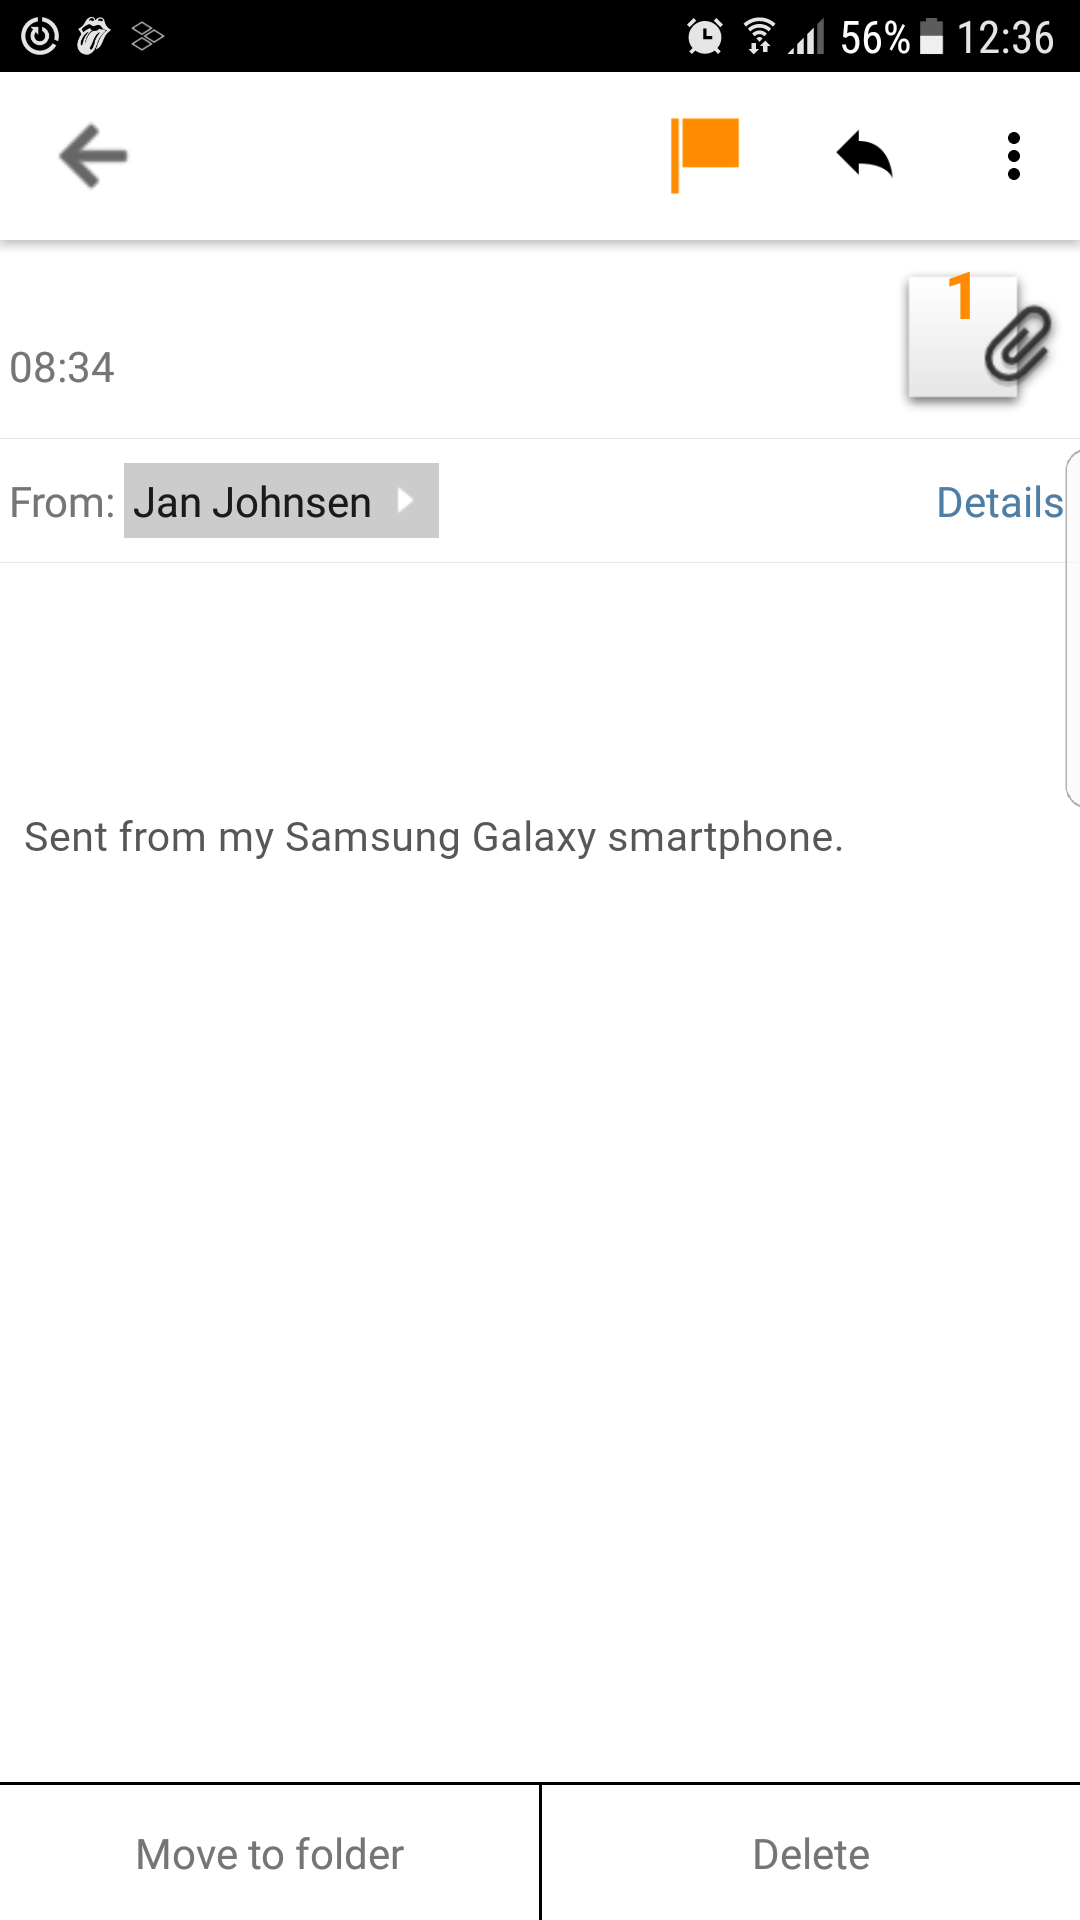 56% 12:36
1
08:34
From: Jan Johnsen Details
Sent from my Samsung Galaxy smartphone.
Move to folder Delete